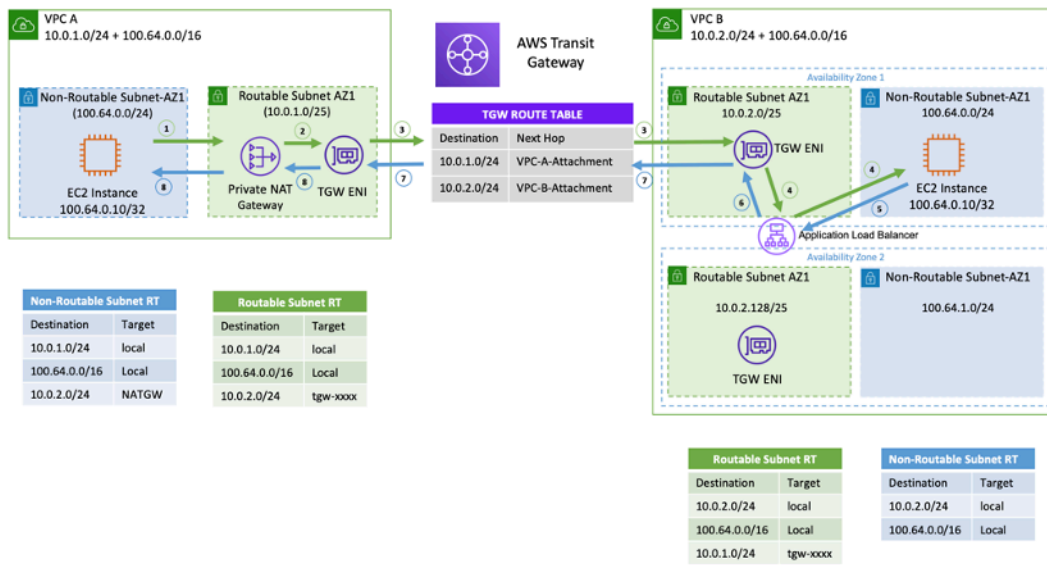 VPC A
10.0.1.0/24 + 100.64.0.0/16
Non-Routable Subnet-AZ1
(100.64.0.0/24)
1
8
EC2 Instance
100.64.0.10/32
Routable Subnet AZ1
(10.0.1.0/25)
2
8
Private NAT
Gateway
TGW ENI
3
7
AWS Transit
Gateway
TGW ROUTE TABLE
Destination Next Hop
10.0.1.0/24 VPC-A-Attachment
10.0.2.0/24 VPC-B-Attachment
3
7
VPC B
10.0.2.0/24 + 100.64.0.0/16
Availability Zone 1
Routable Subnet AZ1
10.0.2.0/25
TGW ENI
4
6
Non-Routable Subnet-AZ1
100.64.0.0/24
4
5
EC2 Instance
100.64.0.10/32
Application Load Balancer
Availability Zone 2
Routable Subnet AZ1
10.0.2.128/25
TGW ENI
Non-Routable Subnet-AZ1
100.64.1.0/24
Non-Routable Subnet RT
Destination Target
10.0.1.0/24 local
100.64.0.0/16 Local
10.0.2.0/24 NATGW
Routable Subnet RT
Destination Target
10.0.1.0/24 local
100.64.0.0/16 Local
10.0.2.0/24 tgw-xxxx
Routable Subnet RT
Destination Target
10.0.2.0/24 local
100.64.0.0/16 Local
10.0.1.0/24 tgw-xxxx
Non-Routable Subnet RT
Destination Target
10.0.2.0/24 local
100.64.0.0/16 Local